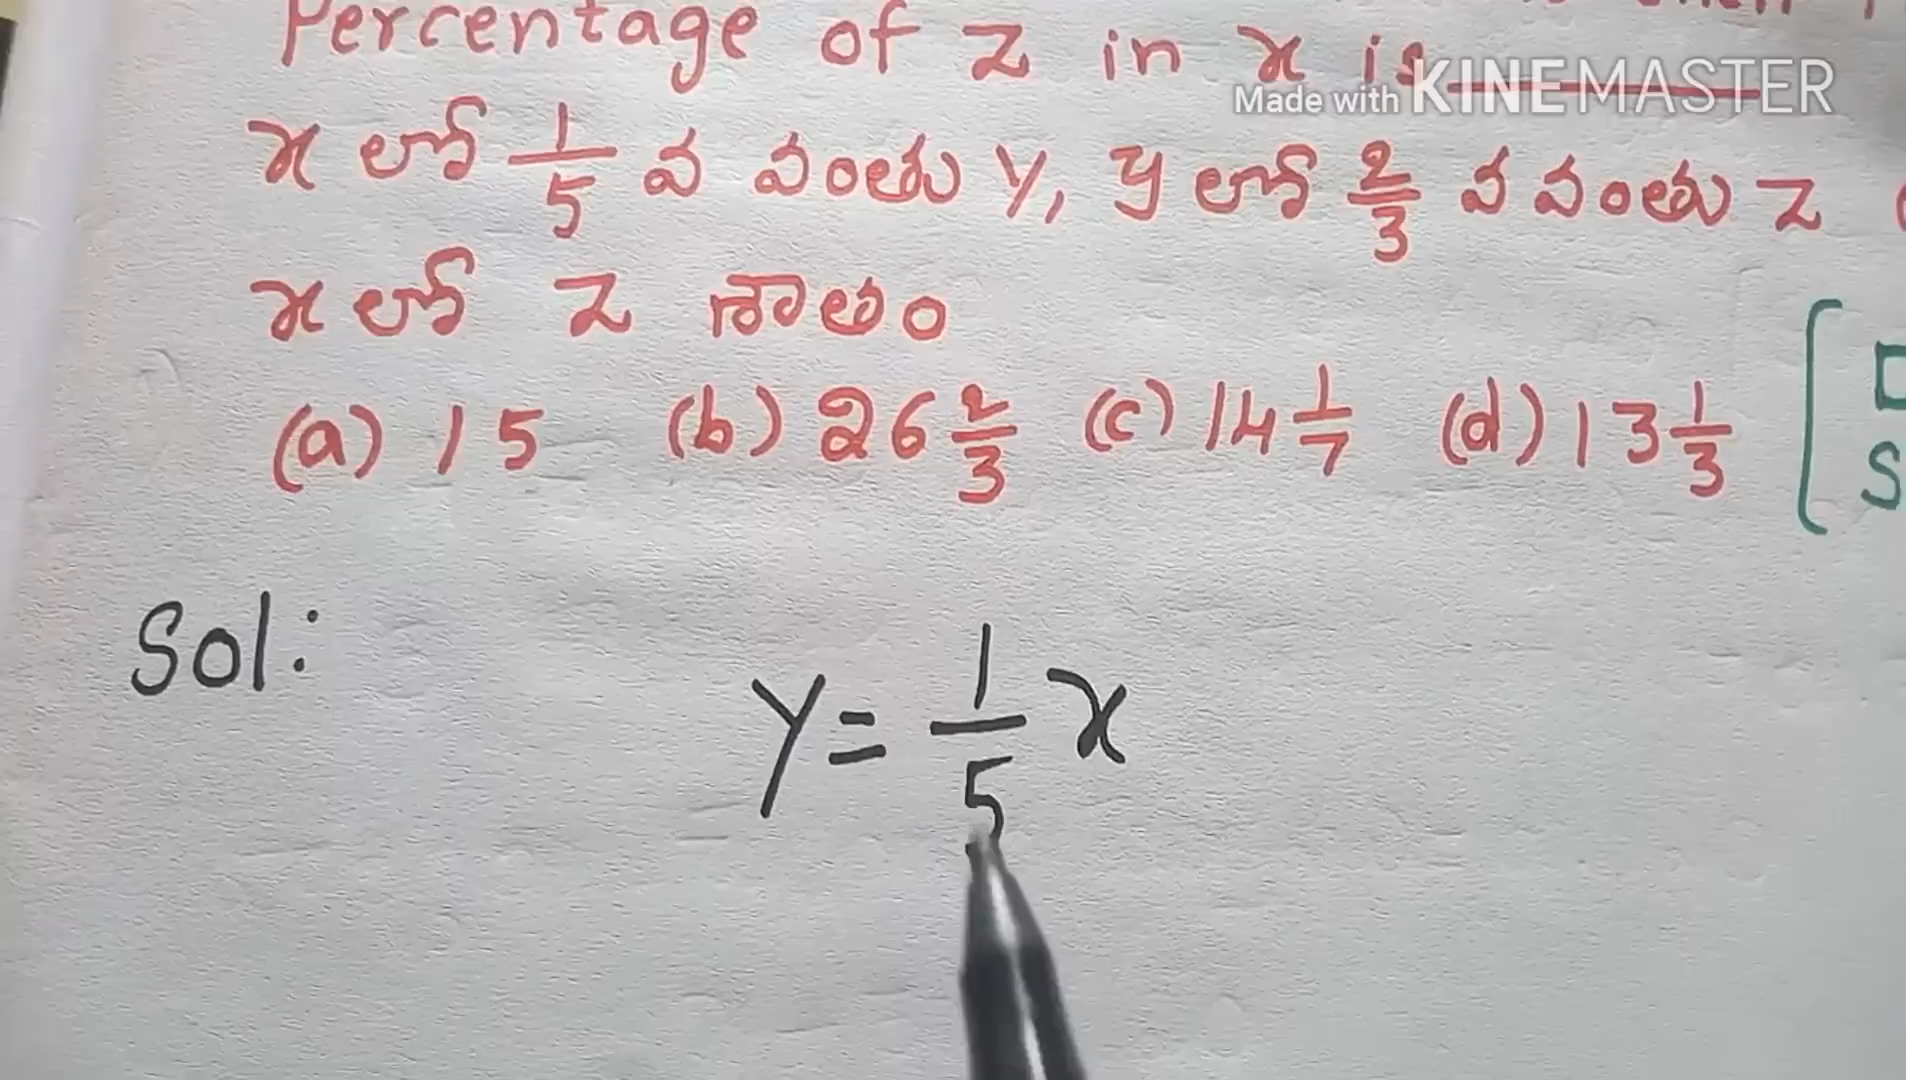 Percentage of z in x is
Made with KINEMASTER
x లో 1/5 వ వంతు y, y లో 2/3 వ వంతు z
x లో z శాతం
(a) 15 (b) 26 2/3 (c) 14 1/7 (d) 13 1/3
Sol:
y = 1/5 x